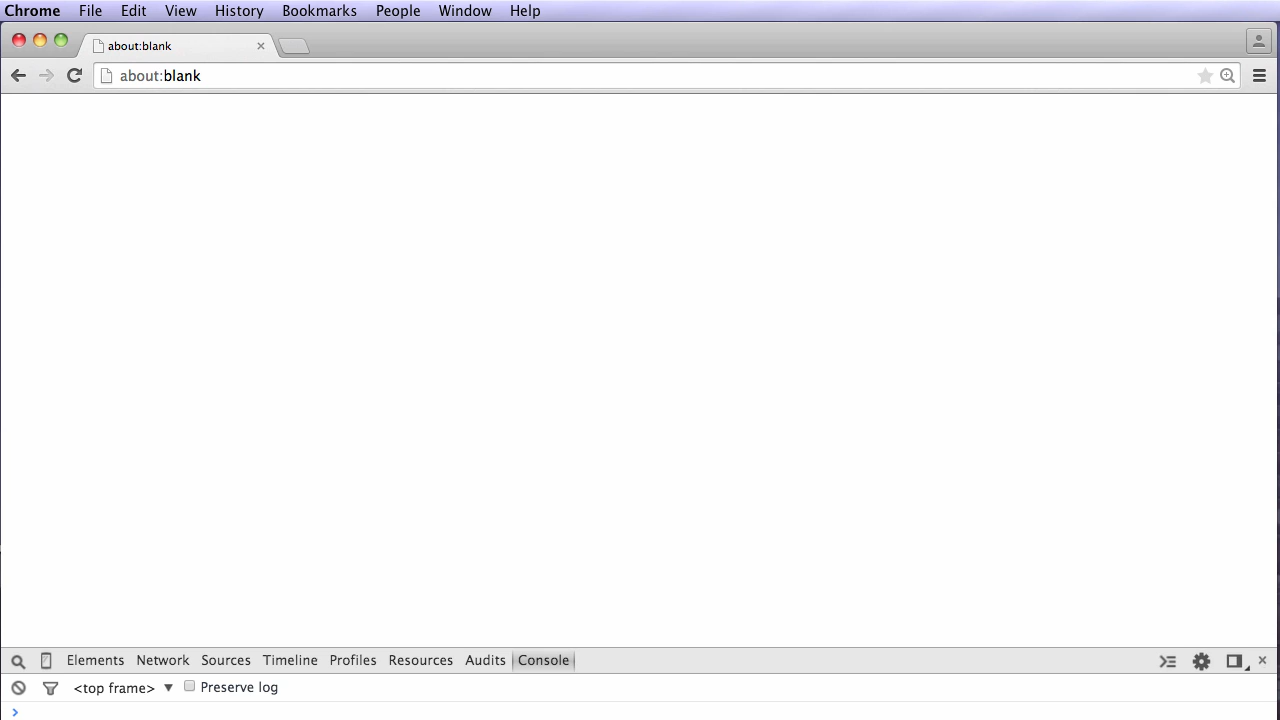 Chrome File Edit View History Bookmarks People Window Help
about:blank
about:blank
Elements Network Sources Timeline Profiles Resources Audits Console
<top frame> Preserve log